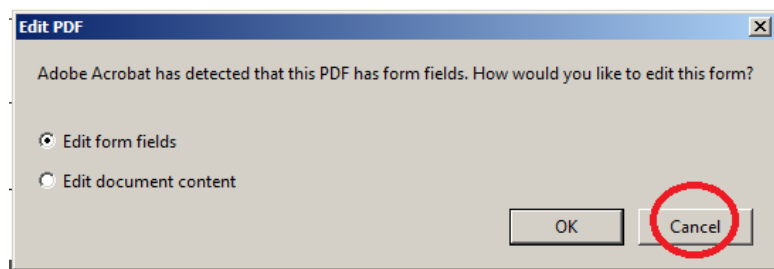 Edit PDF
Adobe Acrobat has detected that this PDF has form fields. How would you like to edit this form?
Edit form fields
Edit document content
OK Cancel